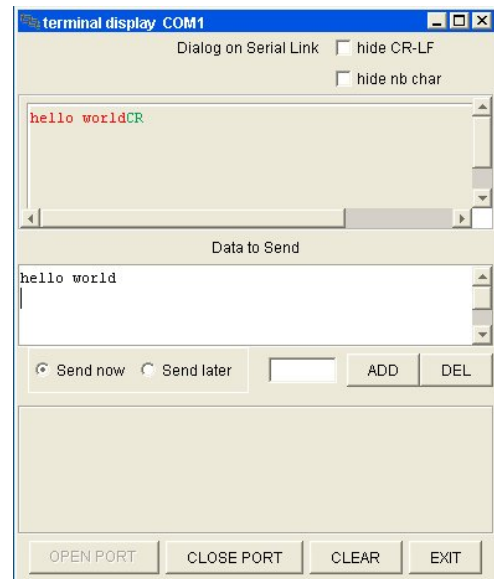 terminal display COM1
Dialog on Serial Link hide CR-LF
hide nb char
hello worldCR
Data to Send
hello world
Send now Send later ADD DEL
OPEN PORT CLOSE PORT CLEAR EXIT